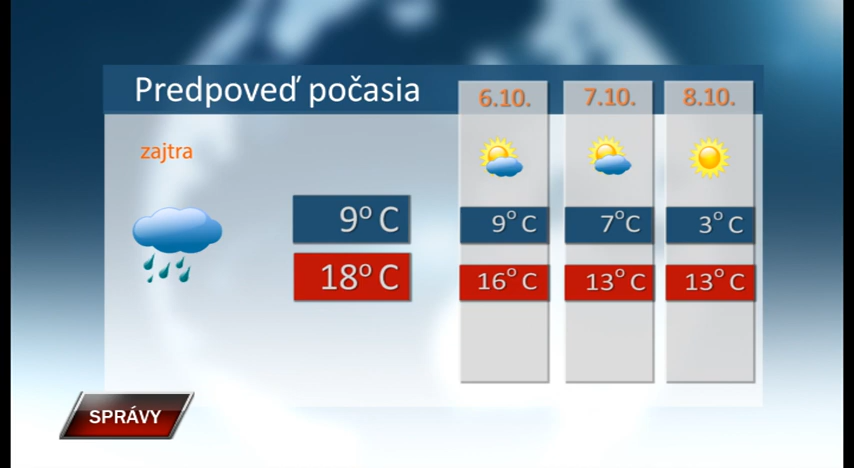 Predpoveď počasia
zajtra
9° C
18° C
6.10.
9° C
16° C
7.10.
7°C
13° C
8.10.
3° C
13° C
SPRÁVY